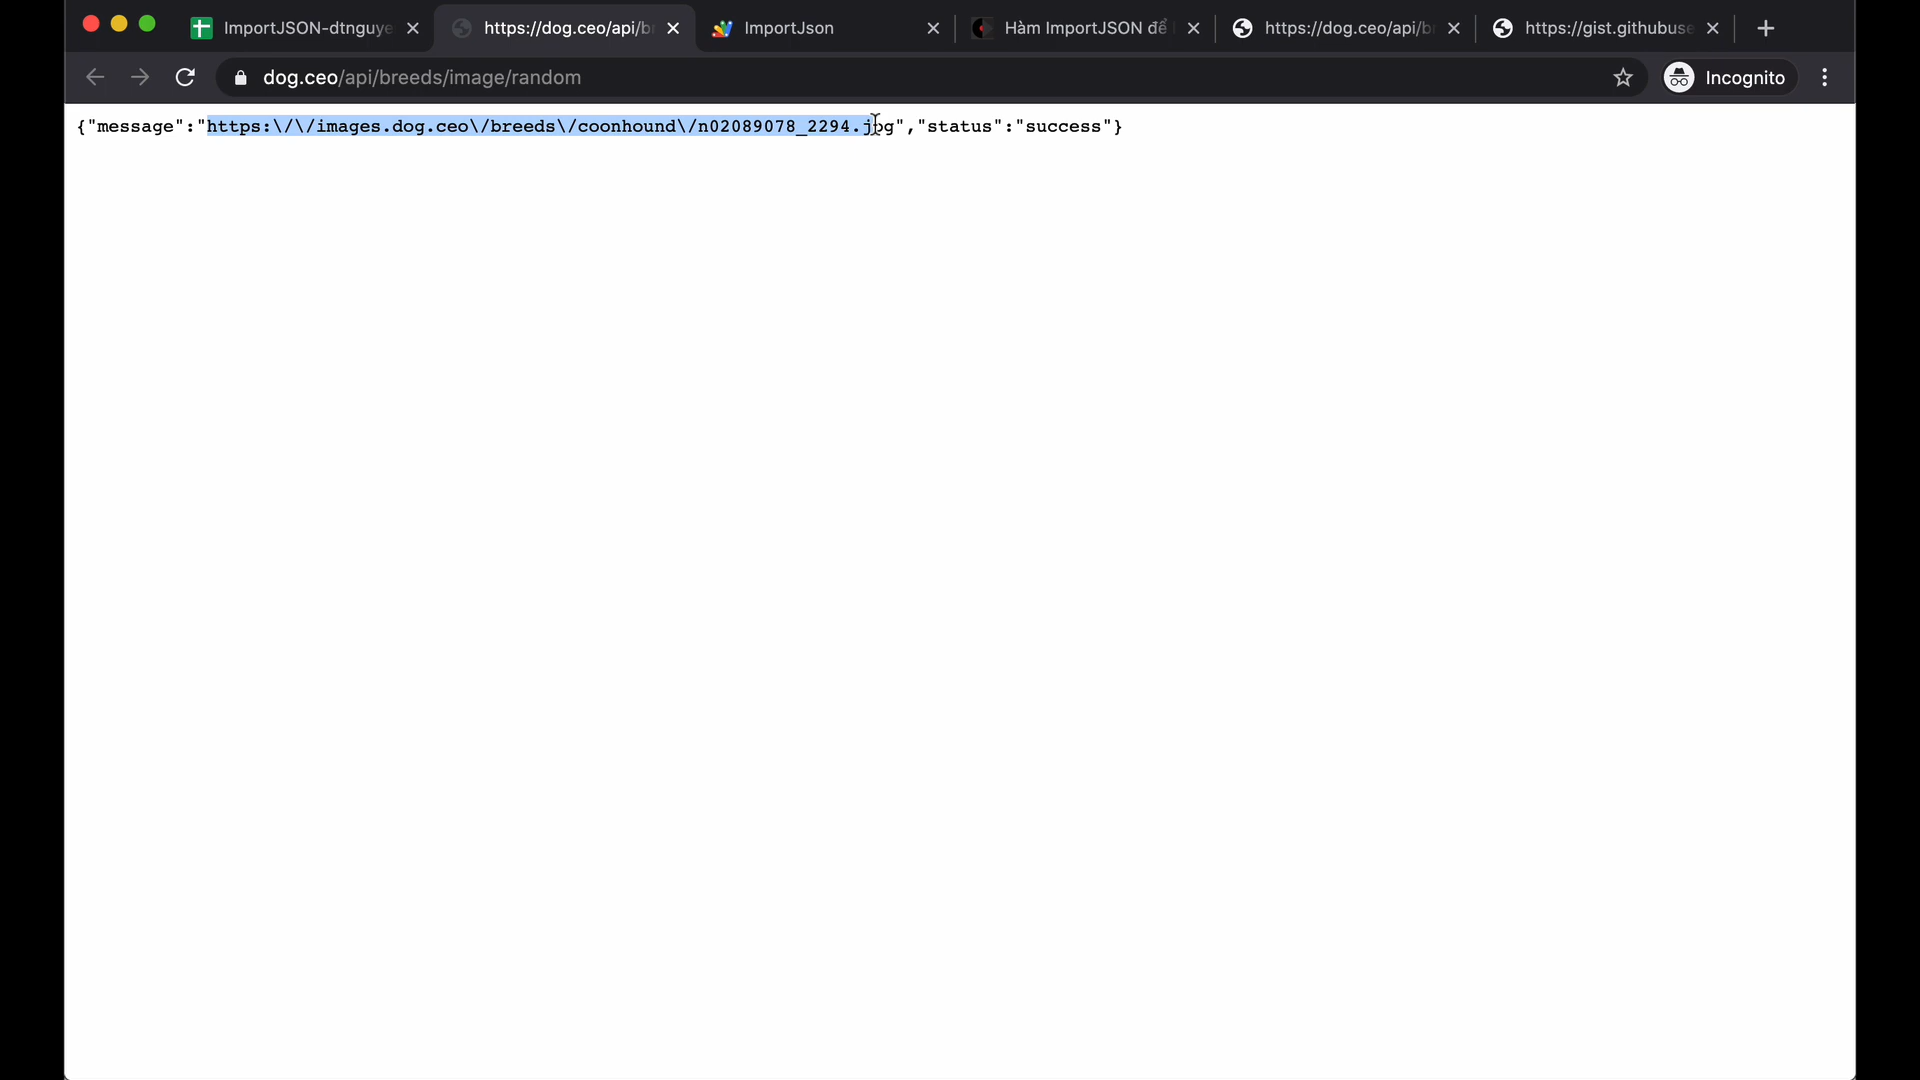 ImportJSON-dtnguye
https://dog.ceo/api/b
ImportJson
Hàm ImportJSON để
https://dog.ceo/api/b
https://gist.githubuse
dog.ceo/api/breeds/image/random
Incognito
{"message":"https:\/\/images.dog.ceo\/breeds\/coonhound\/n02089078_2294.jpg","status":"success"}